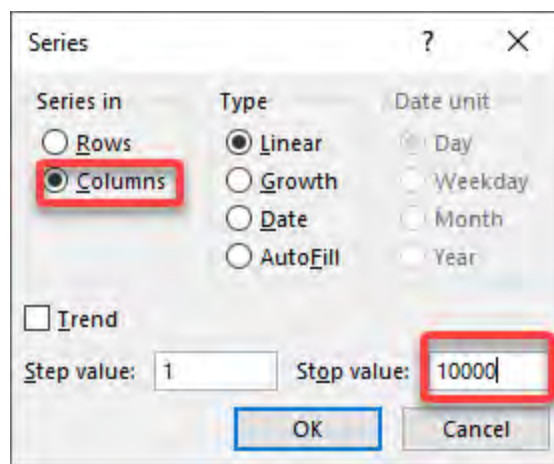 Series ? X
Series in Type Date unit
Rows Linear Day
Columns Growth Weekday
Date Month
AutoFill Year
Trend
Step value: 1 Stop value: 10000
OK Cancel